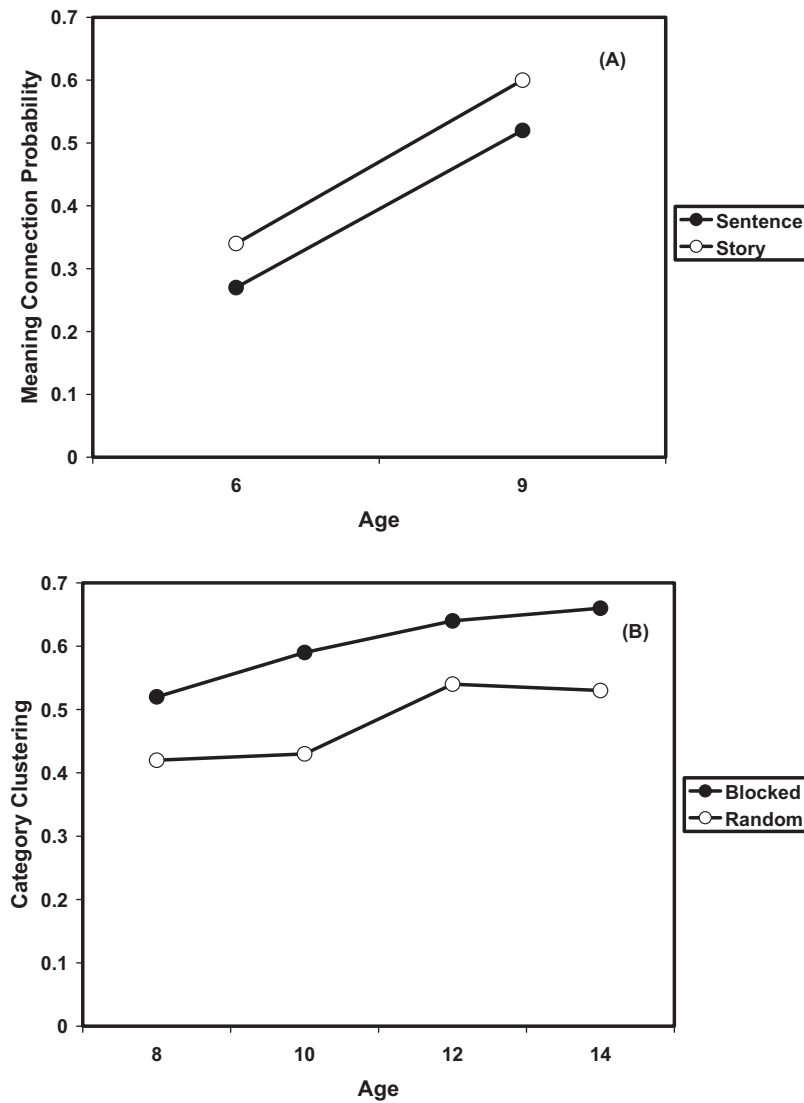 0.7
(A)
0.6
0.5
0.4
0.3
0.2
0.1
0
Meaning Connection Probability
6 9
Age
Sentence
Story
0.7
(B)
0.6
0.5
0.4
0.3
0.2
0.1
0
Category Clustering
8 10 12 14
Age
Blocked
Random